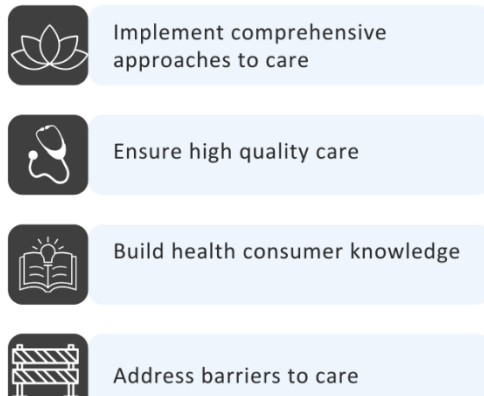 Implement comprehensive
approaches to care
Ensure high quality care
Build health consumer knowledge
Address barriers to care